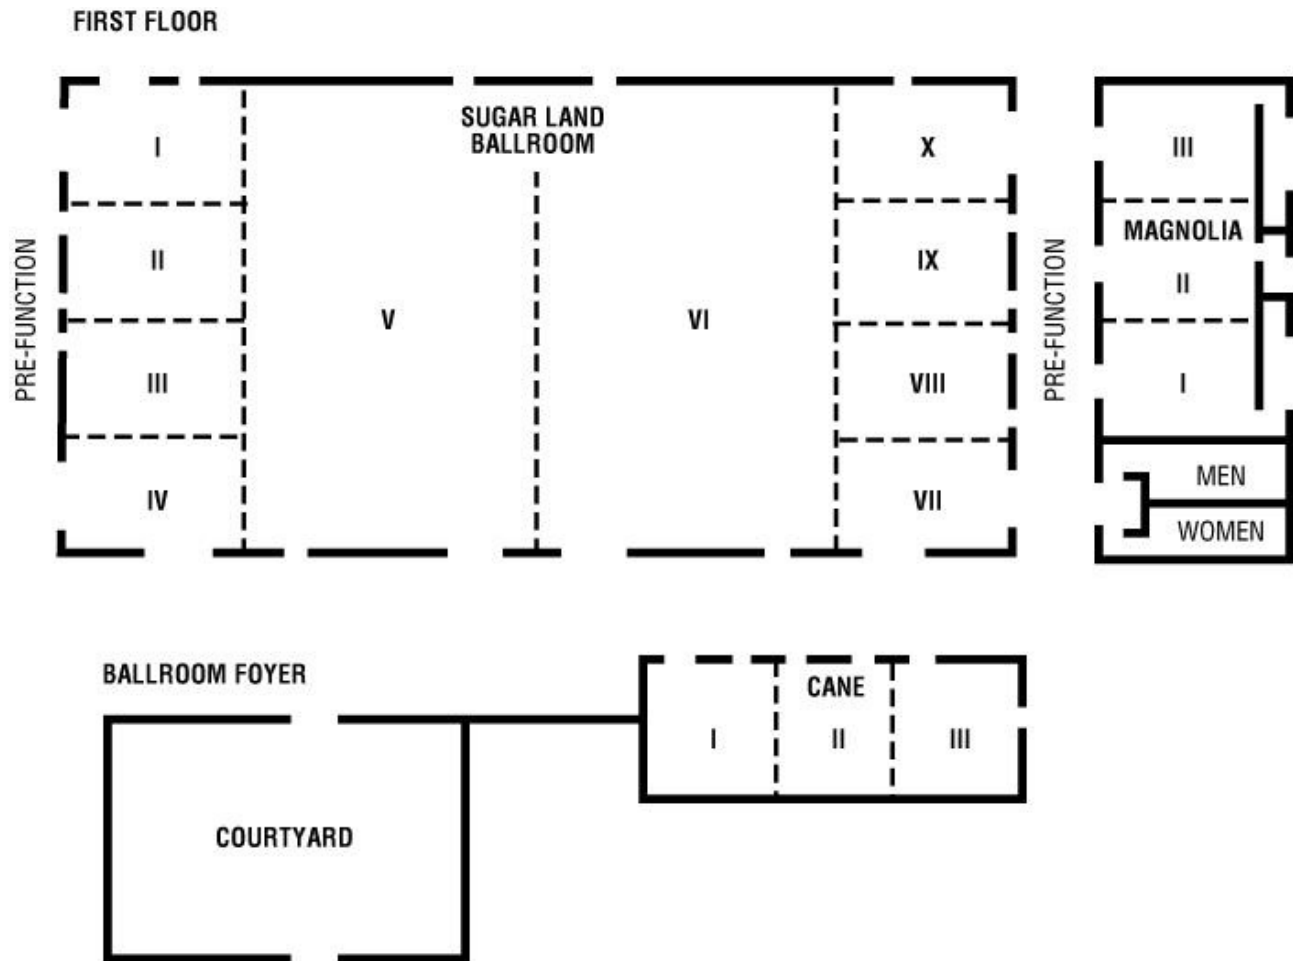 FIRST FLOOR
SUGAR LAND
BALLROOM
I
II
III
IV
V
VI
X
IX
VIII
VII
PRE-FUNCTION
PRE-FUNCTION
III
MAGNOLIA
II
I
MEN
WOMEN
BALLROOM FOYER
COURTYARD
CANE
I
II
III